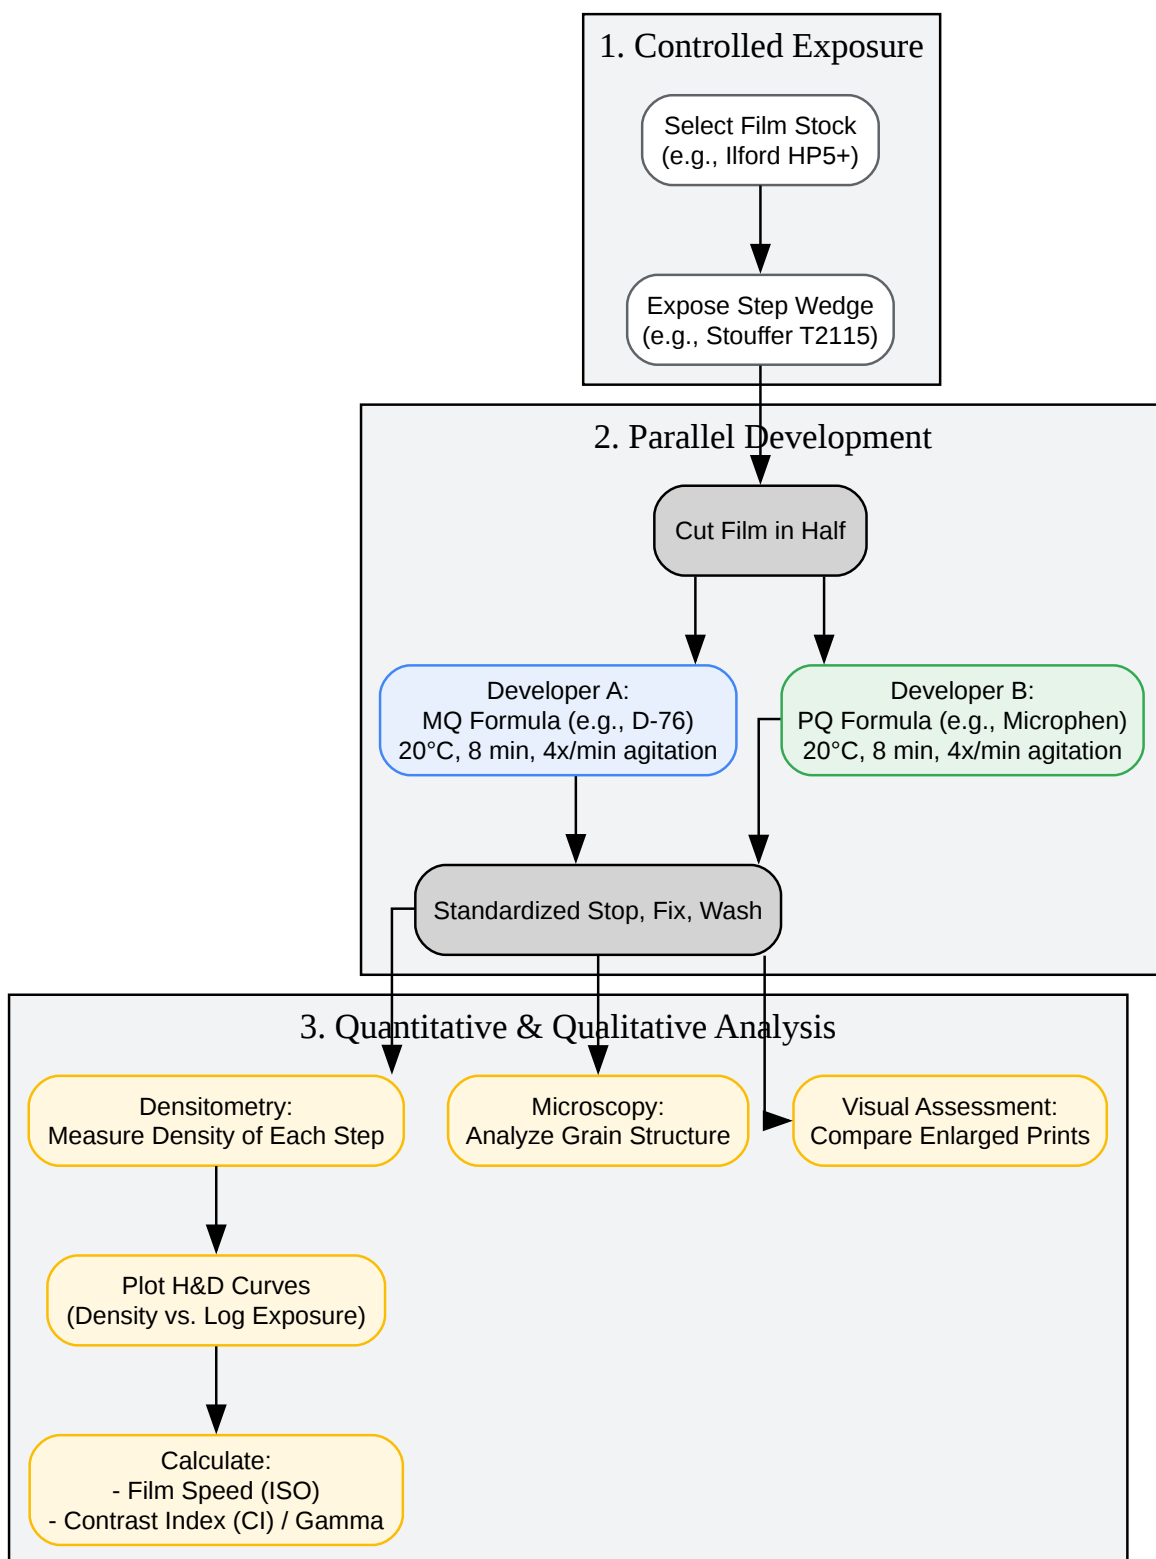 1. Controlled Exposure
Select Film Stock
(e.g., Ilford HP5+)
Expose Step Wedge
(e.g., Stouffer T2115)
2. Parallel Development
Cut Film in Half
Developer A:
MQ Formula (e.g., D-76)
20°C, 8 min, 4x/min agitation
Developer B:
PQ Formula (e.g., Microphen)
20°C, 8 min, 4x/min agitation
Standardized Stop, Fix, Wash
3. Quantitative & Qualitative Analysis
Densitometry:
Measure Density of Each Step
Microscopy:
Analyze Grain Structure
Visual Assessment:
Compare Enlarged Prints
Plot H&D Curves
(Density vs. Log Exposure)
Calculate:
- Film Speed (ISO)
- Contrast Index (CI) / Gamma